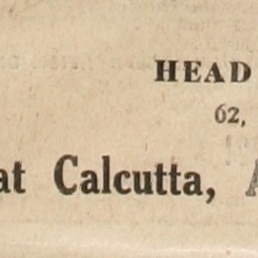 HEAD
62,
at Calcutta,